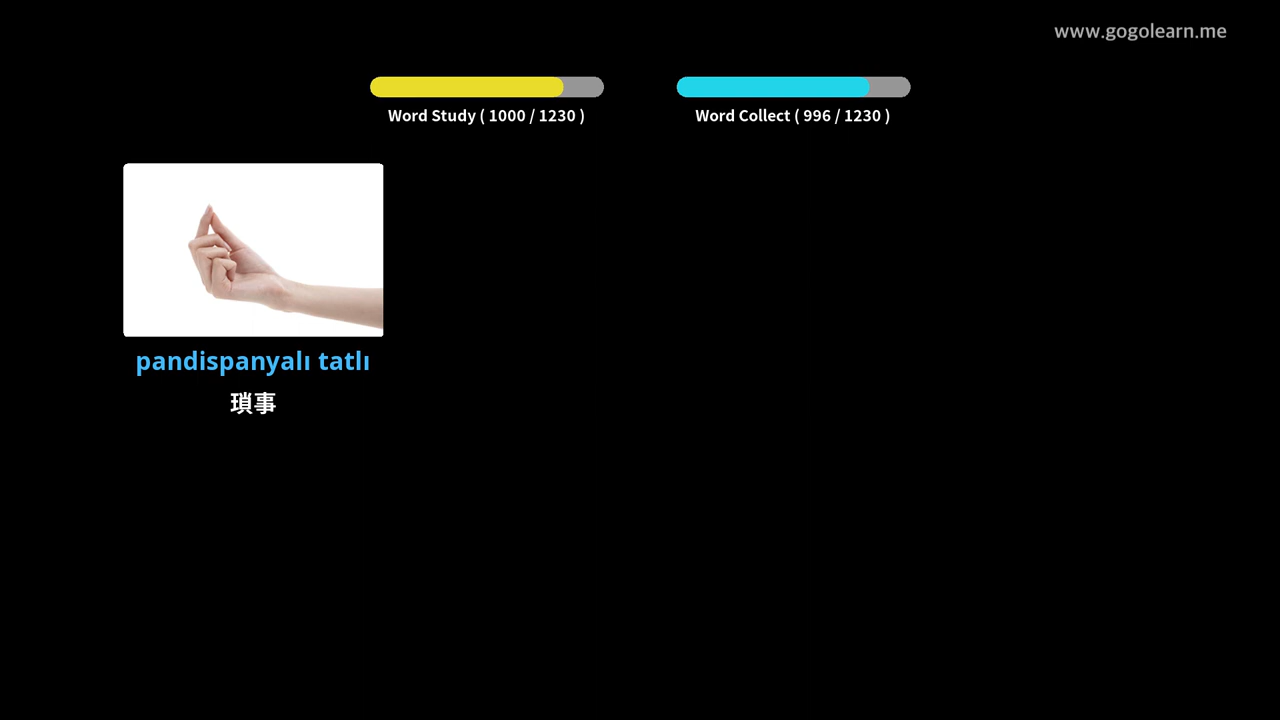 www.gogolearn.me
Word Study ( 1000 / 1230 )
Word Collect ( 996 / 1230 )
pandispanyalı tatlı
瑣事